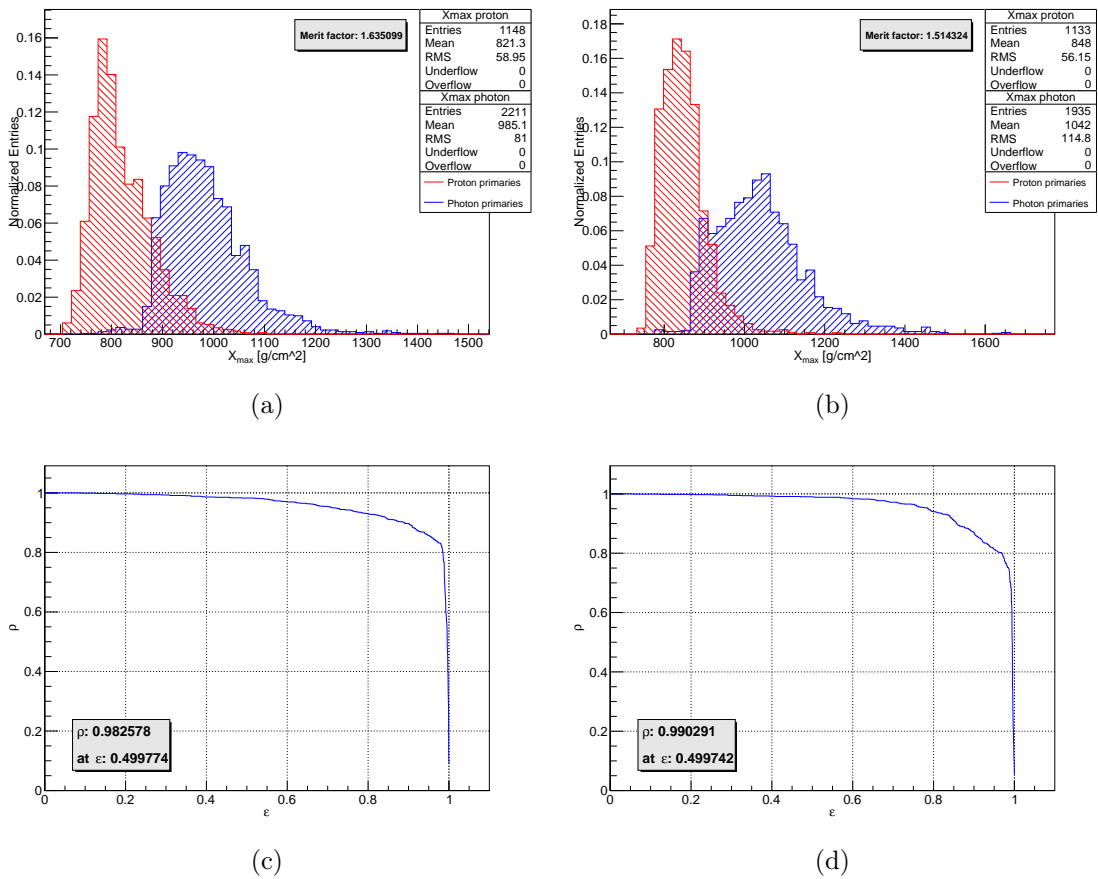 Merit factor: 1.635099
Xmax proton
Entries 1148
Mean 821.3
RMS 58.95
Underflow 0
Overflow 0
Xmax photon
Entries 2211
Mean 985.1
RMS 81
Underflow 0
Overflow 0
Proton primaries
Photon primaries
Normalized Entries
0.16
0.14
0.12
0.1
0.08
0.06
0.04
0.02
0
700 800 900 1000 1100 1200 1300 1400 1500
X_max [g/cm^2]
(a)
Merit factor: 1.514324
Xmax proton
Entries 1133
Mean 848
RMS 56.15
Underflow 0
Overflow 0
Xmax photon
Entries 1935
Mean 1042
RMS 114.8
Underflow 0
Overflow 0
Proton primaries
Photon primaries
Normalized Entries
0.18
0.16
0.14
0.12
0.1
0.08
0.06
0.04
0.02
0
800 1000 1200 1400 1600
X_max [g/cm^2]
(b)
ρ
1
0.8
0.6
0.4
0.2
0
ρ: 0.982578
at ε: 0.499774
0 0.2 0.4 0.6 0.8 1
ε
(c)
ρ
1
0.8
0.6
0.4
0.2
0
ρ: 0.990291
at ε: 0.499742
0 0.2 0.4 0.6 0.8 1
ε
(d)